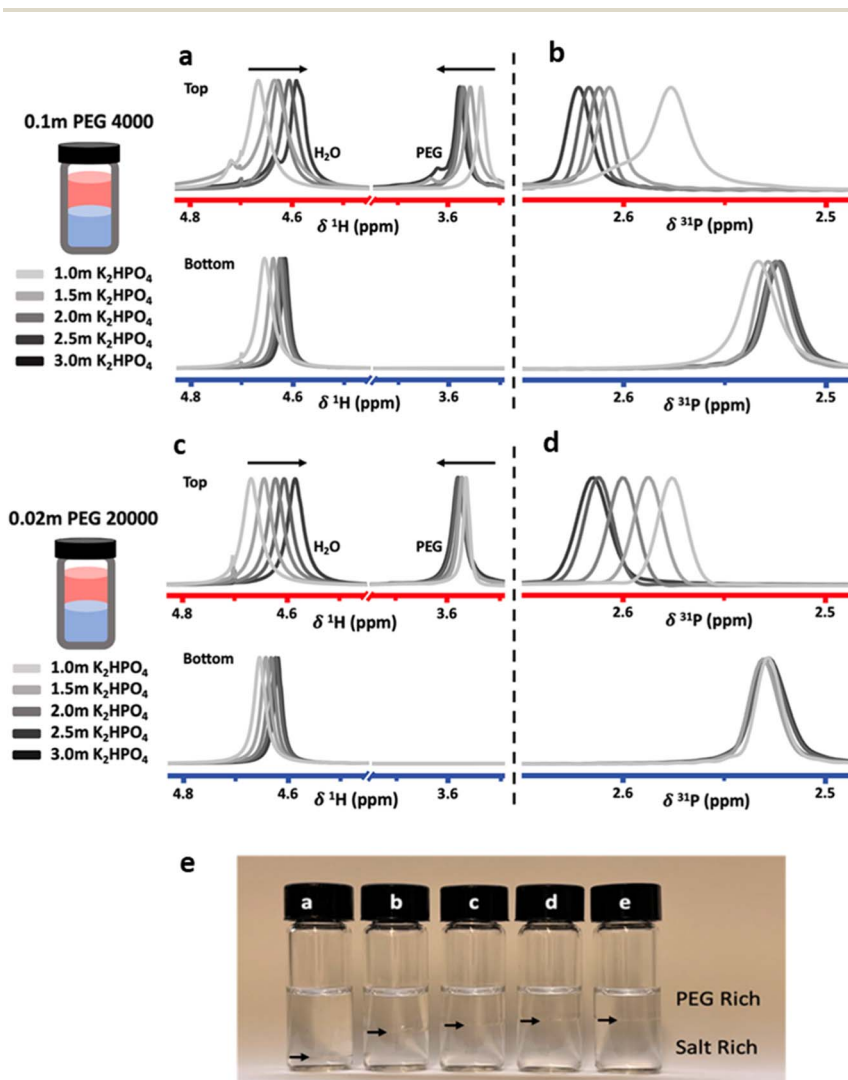 a
b
Top
0.1m PEG 4000
H₂O
PEG
4.8
4.6
3.6
2.6
2.5
δ ¹H (ppm)
δ ³¹P (ppm)
Bottom
1.0m K₂HPO₄
1.5m K₂HPO₄
2.0m K₂HPO₄
2.5m K₂HPO₄
3.0m K₂HPO₄
4.8
4.6
3.6
2.6
2.5
δ ¹H (ppm)
δ ³¹P (ppm)
c
d
Top
0.02m PEG 20000
H₂O
PEG
4.8
4.6
3.6
2.6
2.5
δ ¹H (ppm)
δ ³¹P (ppm)
Bottom
1.0m K₂HPO₄
1.5m K₂HPO₄
2.0m K₂HPO₄
2.5m K₂HPO₄
3.0m K₂HPO₄
4.8
4.6
3.6
2.6
2.5
δ ¹H (ppm)
δ ³¹P (ppm)
e
a b c d e
PEG Rich
Salt Rich